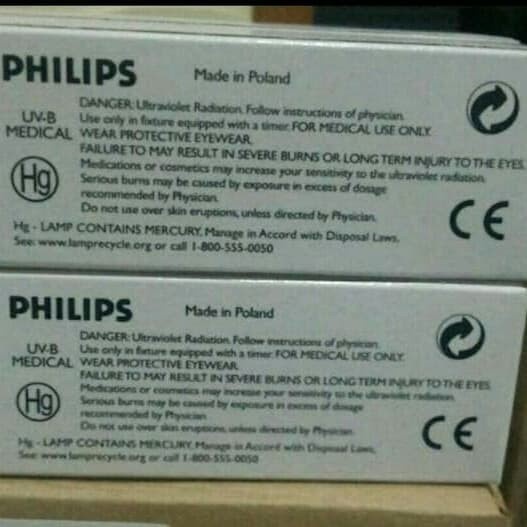 PHILIPS Made in Poland
DANGER: Ultraviolet Radiation. Follow instructions of physician.
UV-B Use only in fixture equipped with a timer. FOR MEDICAL USE ONLY.
MEDICAL WEAR PROTECTIVE EYEWEAR.
FAILURE TO MAY RESULT IN SEVERE BURNS OR LONG TERM INJURY TO THE EYES.
Medications or cosmetics may increase your sensitivity to the ultraviolet radiation.
Hg Serious burns may be caused by exposure in excess of dosage
recommended by Physician.
Do not use over skin eruptions, unless directed by Physician.
CE
Hg - LAMP CONTAINS MERCURY, Manage in Accord with Disposal Laws.
See: www.lamprecycle.org or call 1-800-555-0050
PHILIPS Made in Poland
DANGER: Ultraviolet Radiation. Follow instructions of physician.
UV-B Use only in fixture equipped with a timer. FOR MEDICAL USE ONLY.
MEDICAL WEAR PROTECTIVE EYEWEAR.
FAILURE TO MAY RESULT IN SEVERE BURNS OR LONG TERM INJURY TO THE EYES.
Medications or cosmetics may increase your sensitivity to the ultraviolet radiation.
Hg Serious burns may be caused by exposure in excess of dosage
recommended by Physician.
Do not use over skin eruptions, unless directed by Physician.
CE
Hg - LAMP CONTAINS MERCURY, Manage in Accord with Disposal Laws.
See: www.lamprecycle.org or call 1-800-555-0050